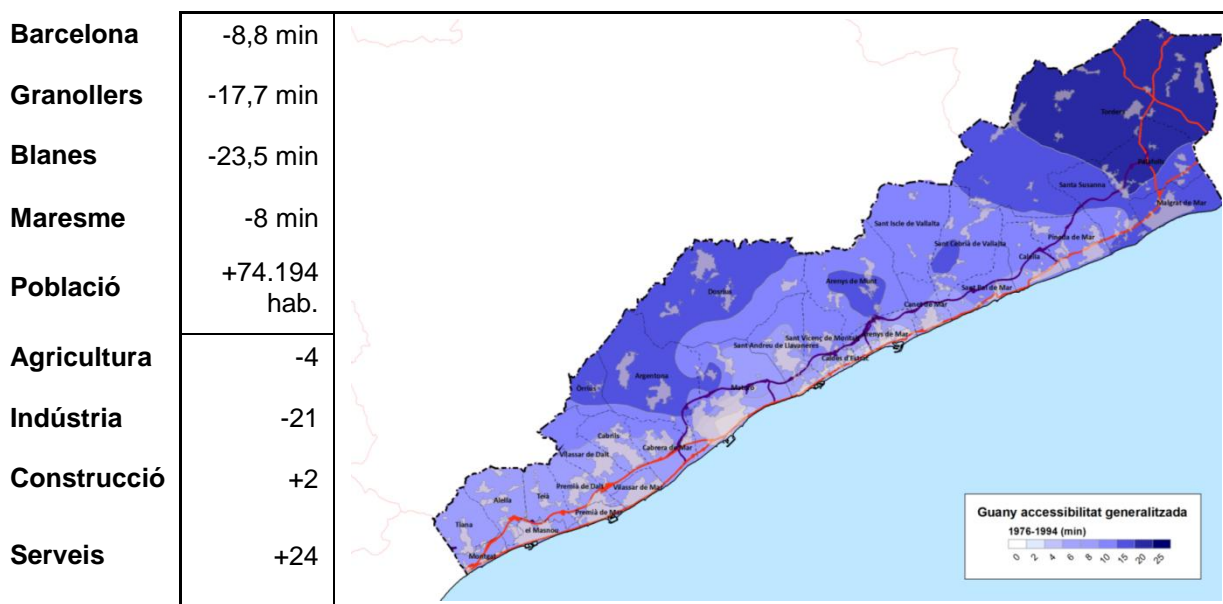 Barcelona -8,8 min
Granollers -17,7 min
Blanes -23,5 min
Maresme -8 min
Població +74.194 hab.
Agricultura -4
Indústria -21
Construcció +2
Serveis +24
Tordera
Palafolls
Santa Susanna
Malgrat de Mar
Sant Iscle de Vallalta
Sant Cebrià de Vallalta
Pineda de Mar
Calella
Arenys de Munt
Dosrius
Sant Pol de Mar
Canet de Mar
Sant Vicenç de Montalt
Arenys de Mar
Sant Andreu de Llavaneres
Caldes d'Estrac
Argentona
Òrrius
Mataró
Cabrils
Cabrera de Mar
Vilassar de Dalt
Premià de Dalt
Vilassar de Mar
Alella
Teià
Premià de Mar
Tiana
el Masnou
Montgat
Guany accessibilitat generalitzada
1976-1994 (min)
0 2 4 6 8 10 15 20 25